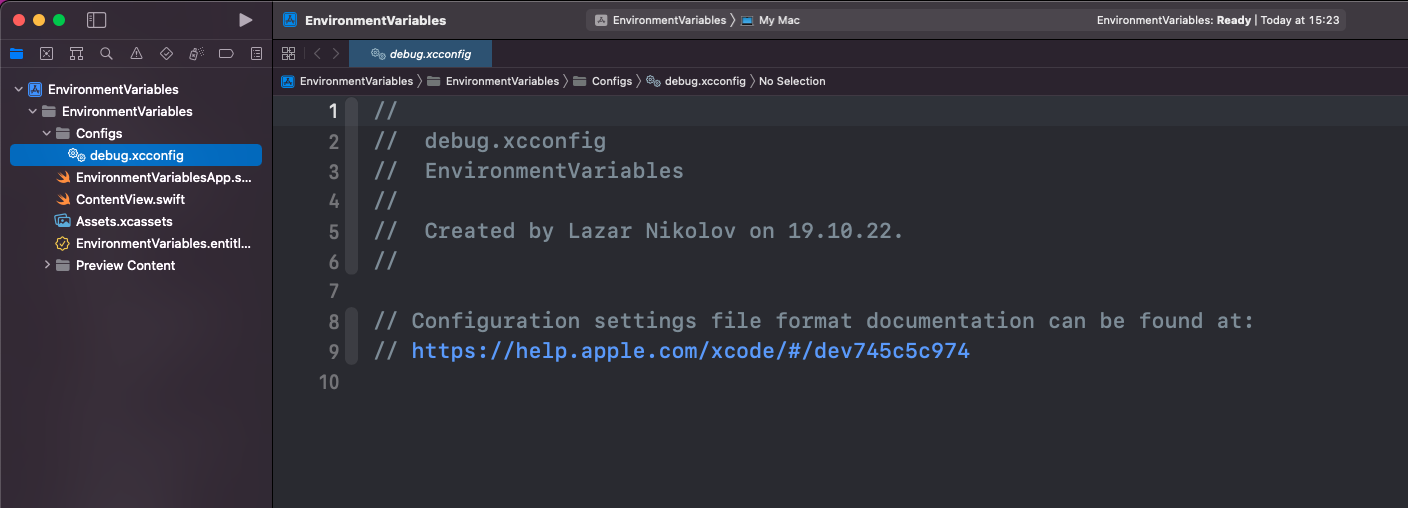 EnvironmentVariables
EnvironmentVariables
My Mac
EnvironmentVariables: Ready | Today at 15:23
debug.xcconfig
EnvironmentVariables
EnvironmentVariables
Configs
debug.xcconfig
No Selection
EnvironmentVariables
EnvironmentVariables
Configs
debug.xcconfig
EnvironmentVariablesApp.s...
ContentView.swift
Assets.xcassets
EnvironmentVariables.entitl...
Preview Content
1 //
2 // debug.xcconfig
3 // EnvironmentVariables
4 //
5 // Created by Lazar Nikolov on 19.10.22.
6 //
7
8 // Configuration settings file format documentation can be found at:
9 // https://help.apple.com/xcode/#/dev745c5c974
10